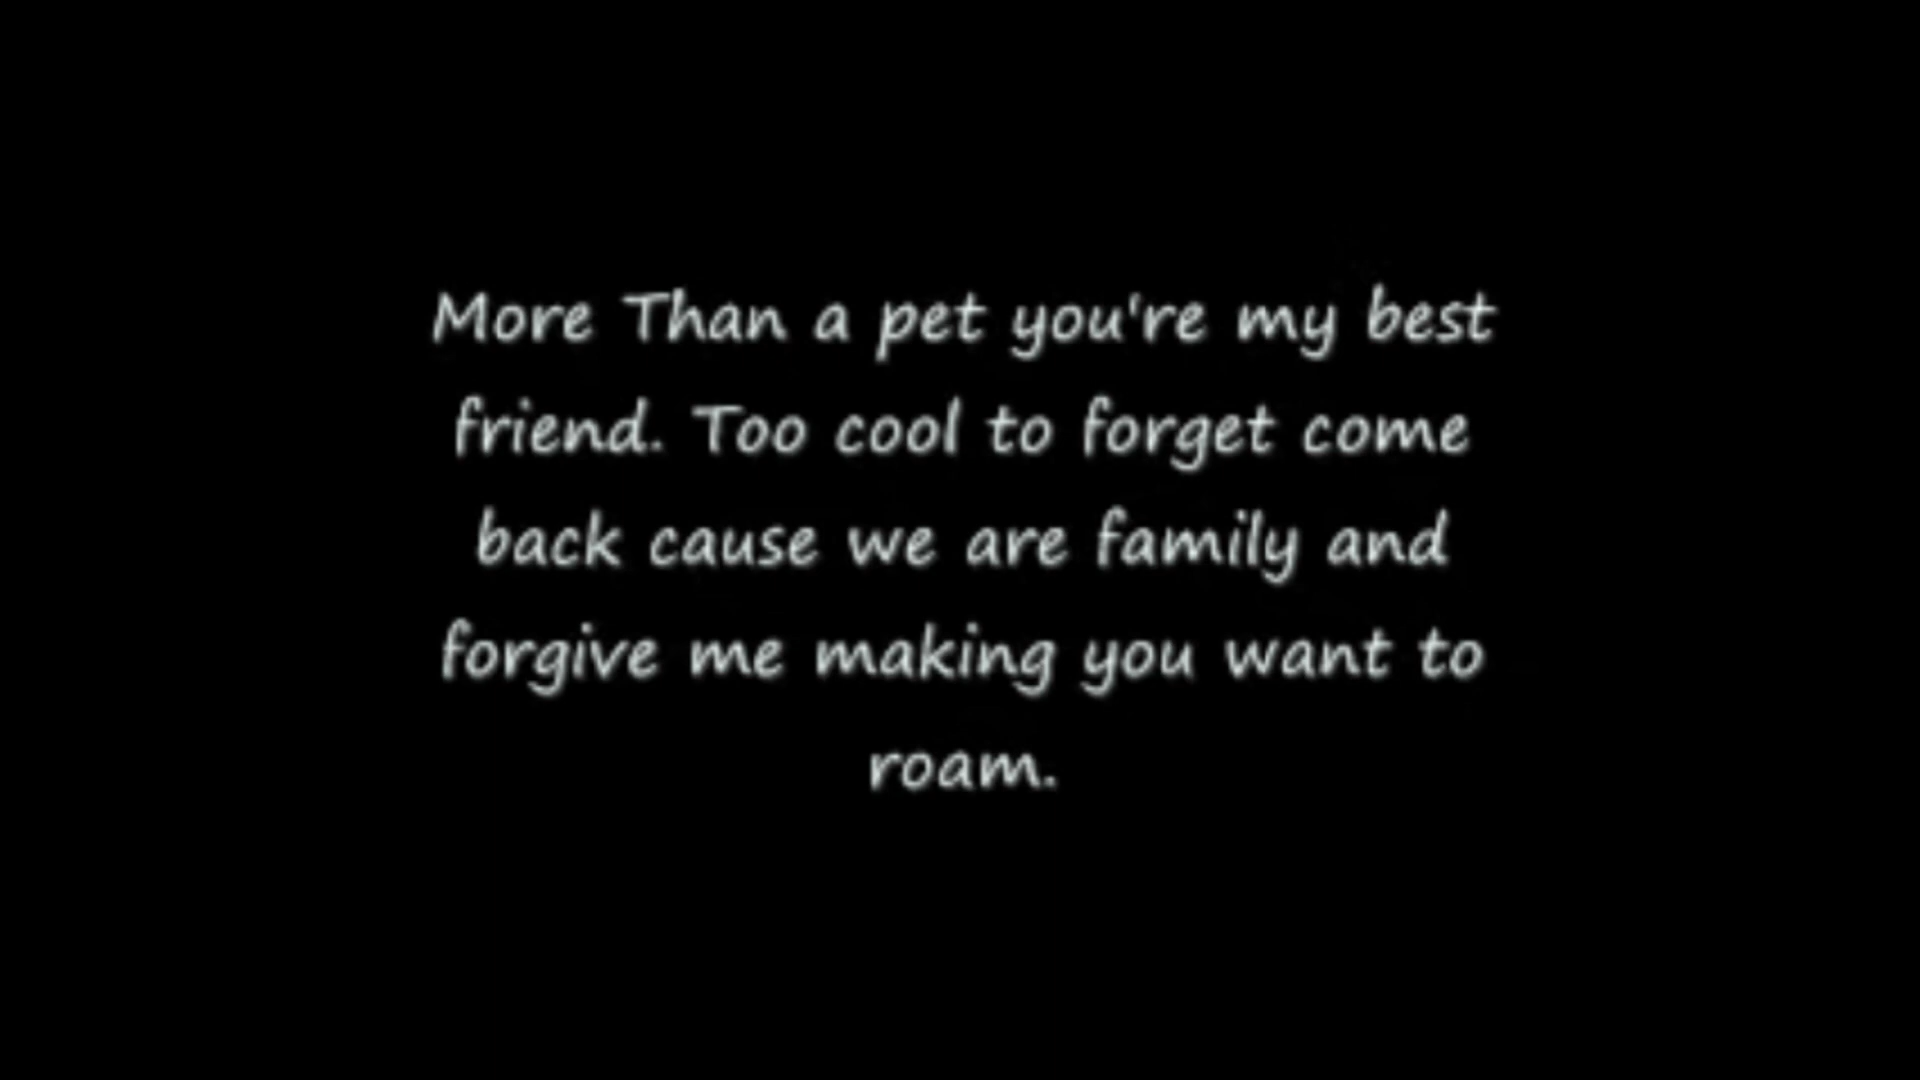 More Than a pet you're my best
friend. Too cool to forget come
back cause we are family and
forgive me making you want to
roam.